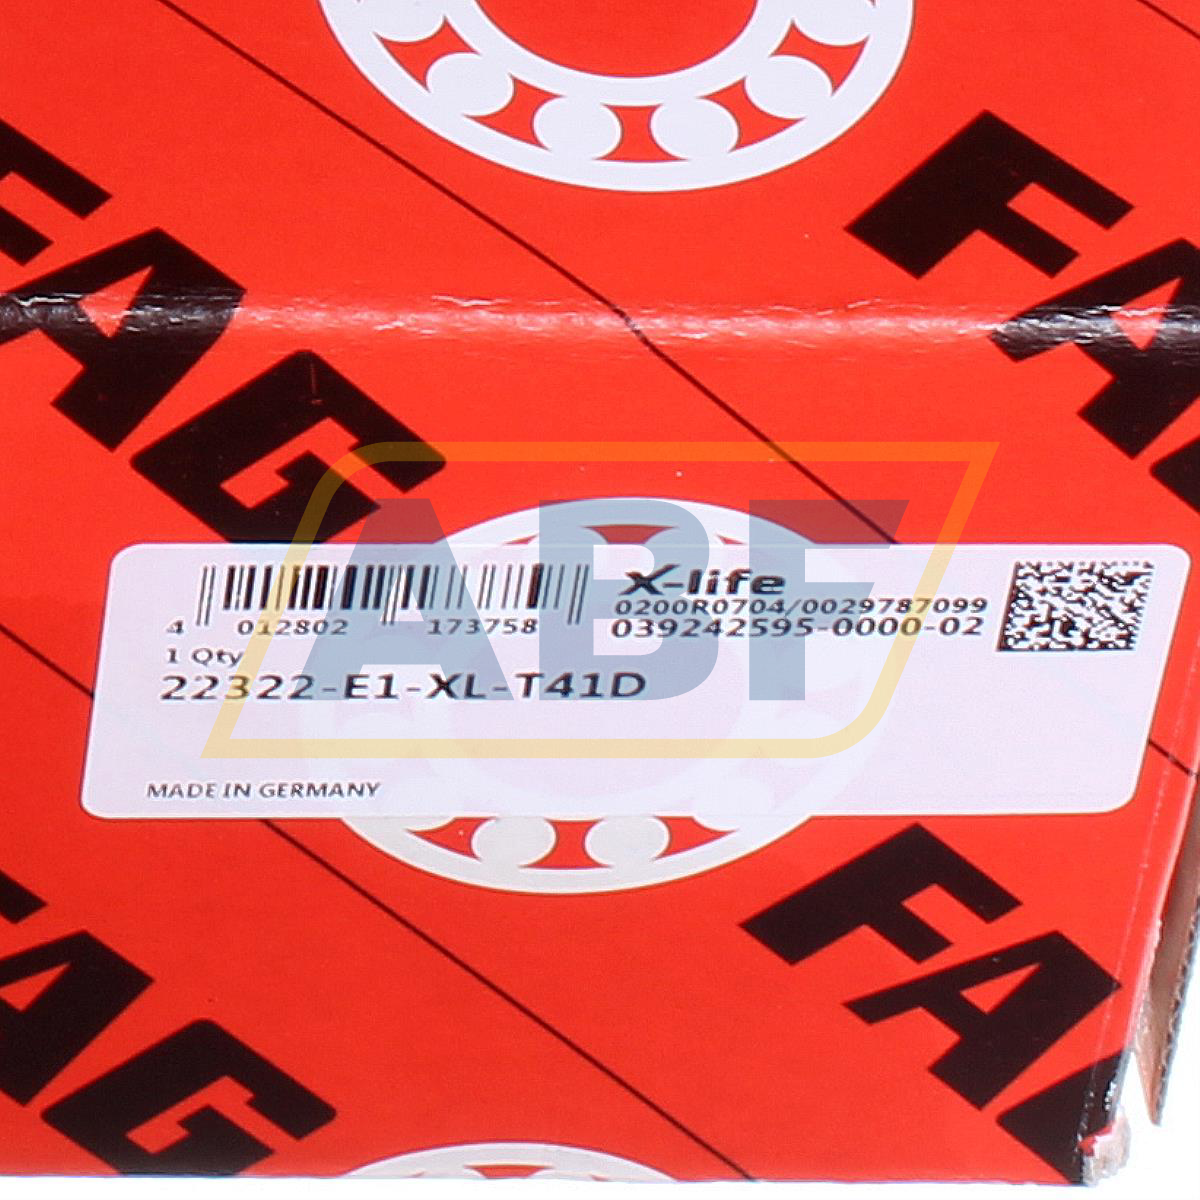 FAG
FAG
ABF
X-life
0200R0704/0029787099
4 012802 173758
039242595-0000-02
1 Qty
22322-E1-XL-T41D
MADE IN GERMANY
FAG
FAG